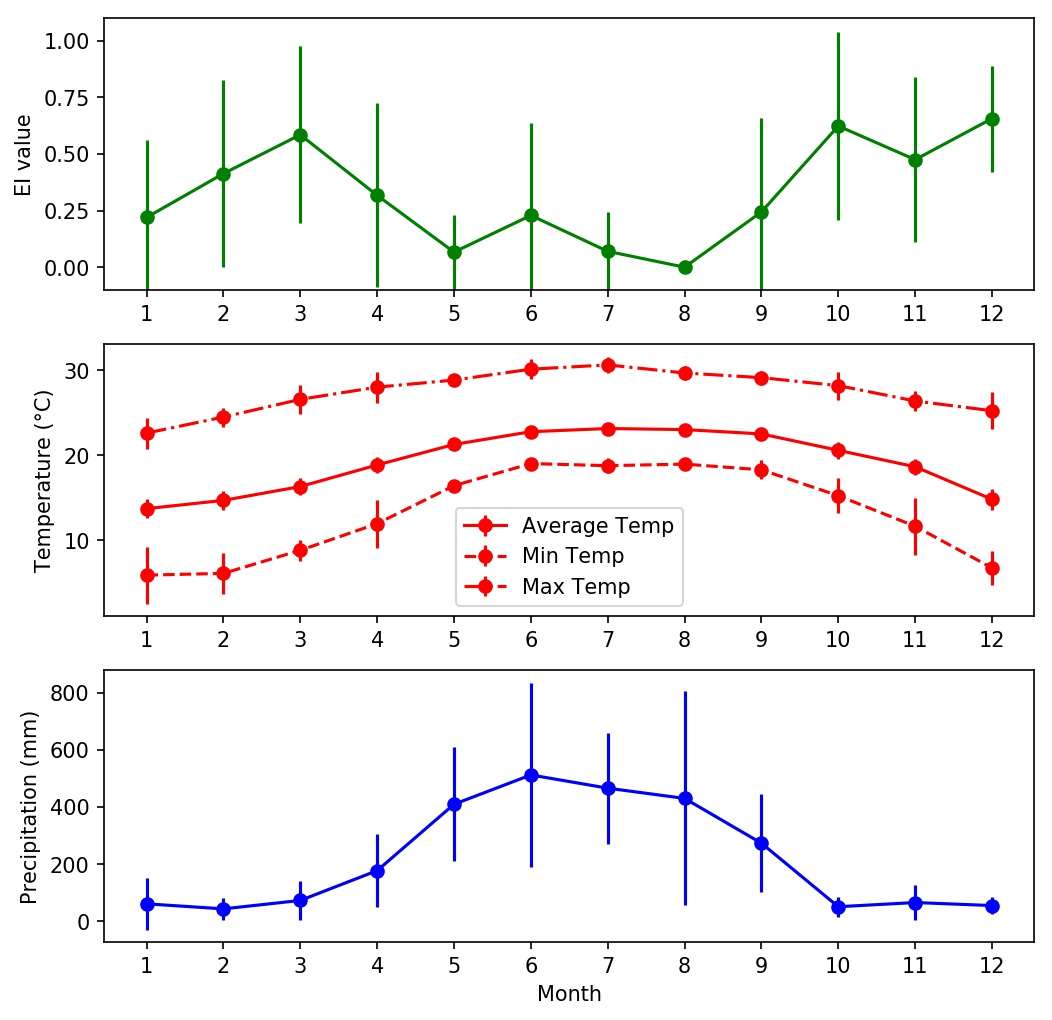 EI value
1.00
0.75
0.50
0.25
0.00
1 2 3 4 5 6 7 8 9 10 11 12
Temperature (°C)
30
20
10
Average Temp
Min Temp
Max Temp
1 2 3 4 5 6 7 8 9 10 11 12
Precipitation (mm)
800
600
400
200
0
1 2 3 4 5 6 7 8 9 10 11 12
Month